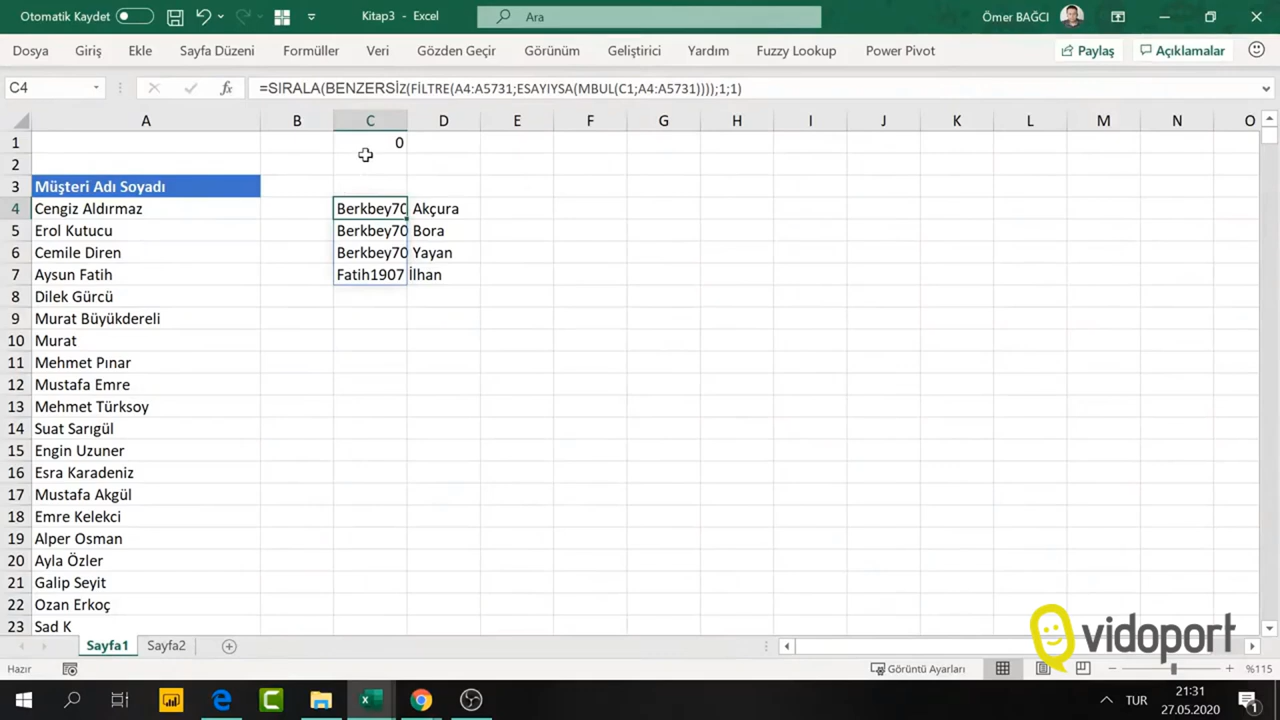 Otomatik Kaydet
Kitap3 - Excel
Ara
Ömer BAĞCI
Dosya Giriş Ekle Sayfa Düzeni Formüller Veri Gözden Geçir Görünüm Geliştirici Yardım Fuzzy Lookup Power Pivot Paylaş Açıklamalar
C4 fx =SIRALA(BENZERSİZ(FİLTRE(A4:A5731;ESAYIYSA(MBUL(C1;A4:A5731))));1;1)
A B C D E F G H I J K L M N O
1 0
2
3 Müşteri Adı Soyadı
4 Cengiz Aldırmaz Berkbey70 Akçura
5 Erol Kutucu Berkbey70 Bora
6 Cemile Diren Berkbey70 Yayan
7 Aysun Fatih Fatih1907 İlhan
8 Dilek Gürcü
9 Murat Büyükdereli
10 Murat
11 Mehmet Pınar
12 Mustafa Emre
13 Mehmet Türksoy
14 Suat Sarıgül
15 Engin Uzuner
16 Esra Karadeniz
17 Mustafa Akgül
18 Emre Kelekci
19 Alper Osman
20 Ayla Özler
21 Galip Seyit
22 Ozan Erkoç
23 Sad K
Sayfa1 Sayfa2
vidoport
Hazır Görüntü Ayarları %115
TUR
21:31
27.05.2020
1